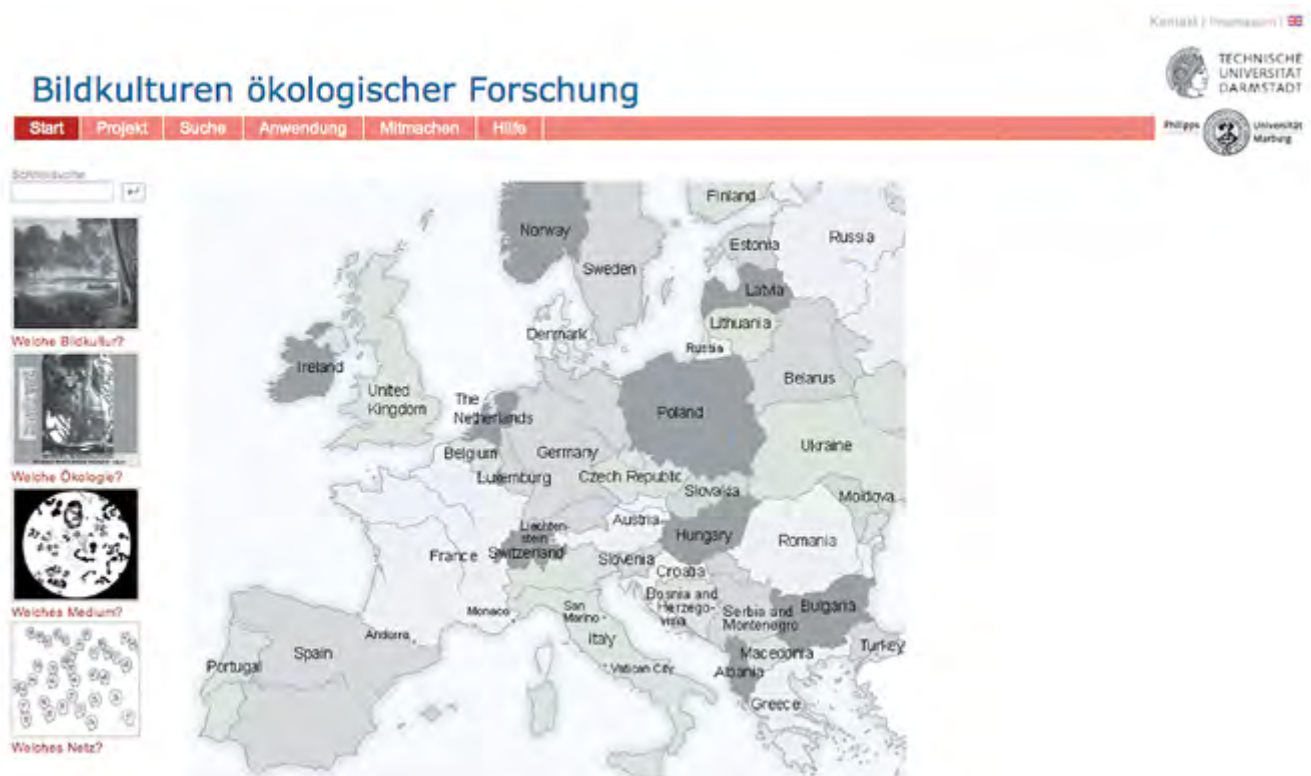 Kontakt | Impressum |
TECHNISCHE
UNIVERSITÄT
DARMSTADT
Bildkulturen ökologischer Forschung
Start Projekt Suche Anwendung Mitmachen Hilfe
Philipps Universität
Marburg
Schnellsuche
Welche Bildkultur?
Welche Ökologie?
Welches Medium?
Welches Netz?
Finland
Norway
Estonia
Russia
Sweden
Latvia
Denmark
Lithuania
Russia
Ireland
Belarus
United
Kingdom
The
Netherlands
Poland
Ukraine
Belgium
Germany
Luxemburg
Czech Republic
Slovakia
Moldova
Austria
Liechten-
stein
Hungary
Romania
France
Switzerland
Slovenia
Croatia
Bosnia and
Herzego-
vina
Serbia and
Montenegro
Bulgaria
Monaco
San
Marino
Andorra
Italy
Portugal
Spain
Macedonia
Turkey
Vatican City
Albania
Greece